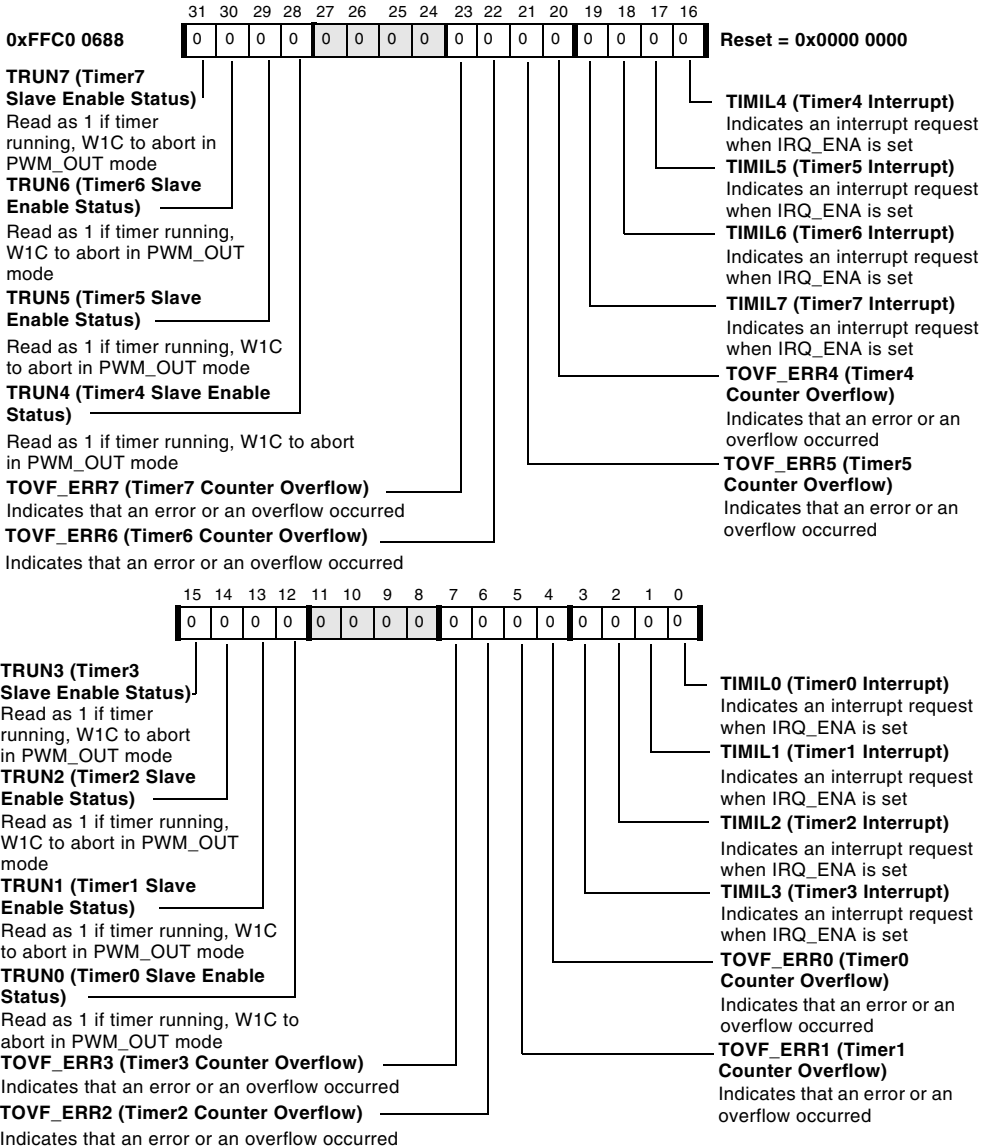 31 30 29 28 27 26 25 24 23 22 21 20 19 18 17 16
0xFFC0 0688
0 0 0 0 0 0 0 0 0 0 0 0 0 0 0 0
Reset = 0x0000 0000
TRUN7 (Timer7
Slave Enable Status)
Read as 1 if timer
running, W1C to abort in
PWM_OUT mode
TRUN6 (Timer6 Slave
Enable Status)
Read as 1 if timer running,
W1C to abort in PWM_OUT
mode
TRUN5 (Timer5 Slave
Enable Status)
Read as 1 if timer running, W1C
to abort in PWM_OUT mode
TRUN4 (Timer4 Slave Enable
Status)
Read as 1 if timer running, W1C to abort
in PWM_OUT mode
TOVF_ERR7 (Timer7 Counter Overflow)
Indicates that an error or an overflow occurred
TOVF_ERR6 (Timer6 Counter Overflow)
Indicates that an error or an overflow occurred
TIMIL4 (Timer4 Interrupt)
Indicates an interrupt request
when IRQ_ENA is set
TIMIL5 (Timer5 Interrupt)
Indicates an interrupt request
when IRQ_ENA is set
TIMIL6 (Timer6 Interrupt)
Indicates an interrupt request
when IRQ_ENA is set
TIMIL7 (Timer7 Interrupt)
Indicates an interrupt request
when IRQ_ENA is set
TOVF_ERR4 (Timer4
Counter Overflow)
Indicates that an error or an
overflow occurred
TOVF_ERR5 (Timer5
Counter Overflow)
Indicates that an error or an
overflow occurred
15 14 13 12 11 10 9 8 7 6 5 4 3 2 1 0
0 0 0 0 0 0 0 0 0 0 0 0 0 0 0 0
TRUN3 (Timer3
Slave Enable Status)
Read as 1 if timer
running, W1C to abort
in PWM_OUT mode
TRUN2 (Timer2 Slave
Enable Status)
Read as 1 if timer running,
W1C to abort in PWM_OUT
mode
TRUN1 (Timer1 Slave
Enable Status)
Read as 1 if timer running, W1C
to abort in PWM_OUT mode
TRUN0 (Timer0 Slave Enable
Status)
Read as 1 if timer running, W1C to
abort in PWM_OUT mode
TOVF_ERR3 (Timer3 Counter Overflow)
Indicates that an error or an overflow occurred
TOVF_ERR2 (Timer2 Counter Overflow)
Indicates that an error or an overflow occurred
TIMIL0 (Timer0 Interrupt)
Indicates an interrupt request
when IRQ_ENA is set
TIMIL1 (Timer1 Interrupt)
Indicates an interrupt request
when IRQ_ENA is set
TIMIL2 (Timer2 Interrupt)
Indicates an interrupt request
when IRQ_ENA is set
TIMIL3 (Timer3 Interrupt)
Indicates an interrupt request
when IRQ_ENA is set
TOVF_ERR0 (Timer0
Counter Overflow)
Indicates that an error or an
overflow occurred
TOVF_ERR1 (Timer1
Counter Overflow)
Indicates that an error or an
overflow occurred